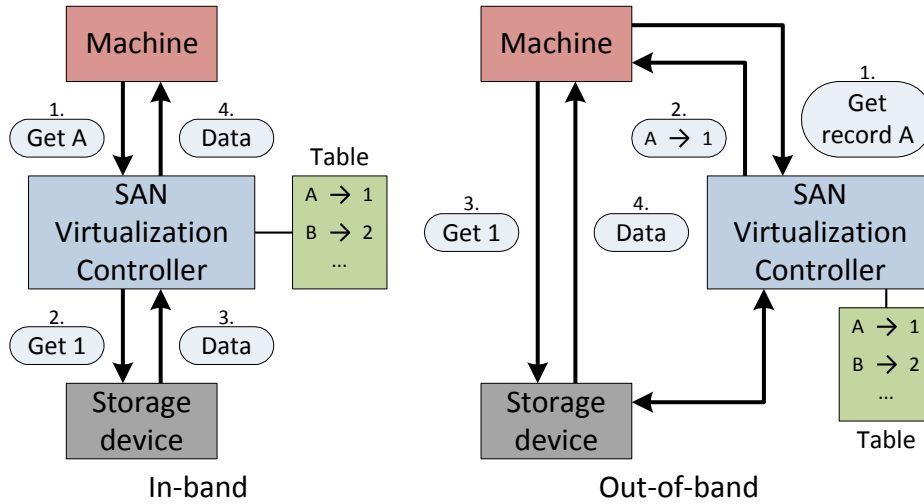 Machine
1.
Get A
4.
Data
Table
SAN
Virtualization
Controller
A → 1
B → 2
...
2.
Get 1
3.
Data
Storage
device
In-band
Machine
1.
Get
record A
2.
A → 1
3.
Get 1
4.
Data
SAN
Virtualization
Controller
A → 1
B → 2
...
Table
Storage
device
Out-of-band